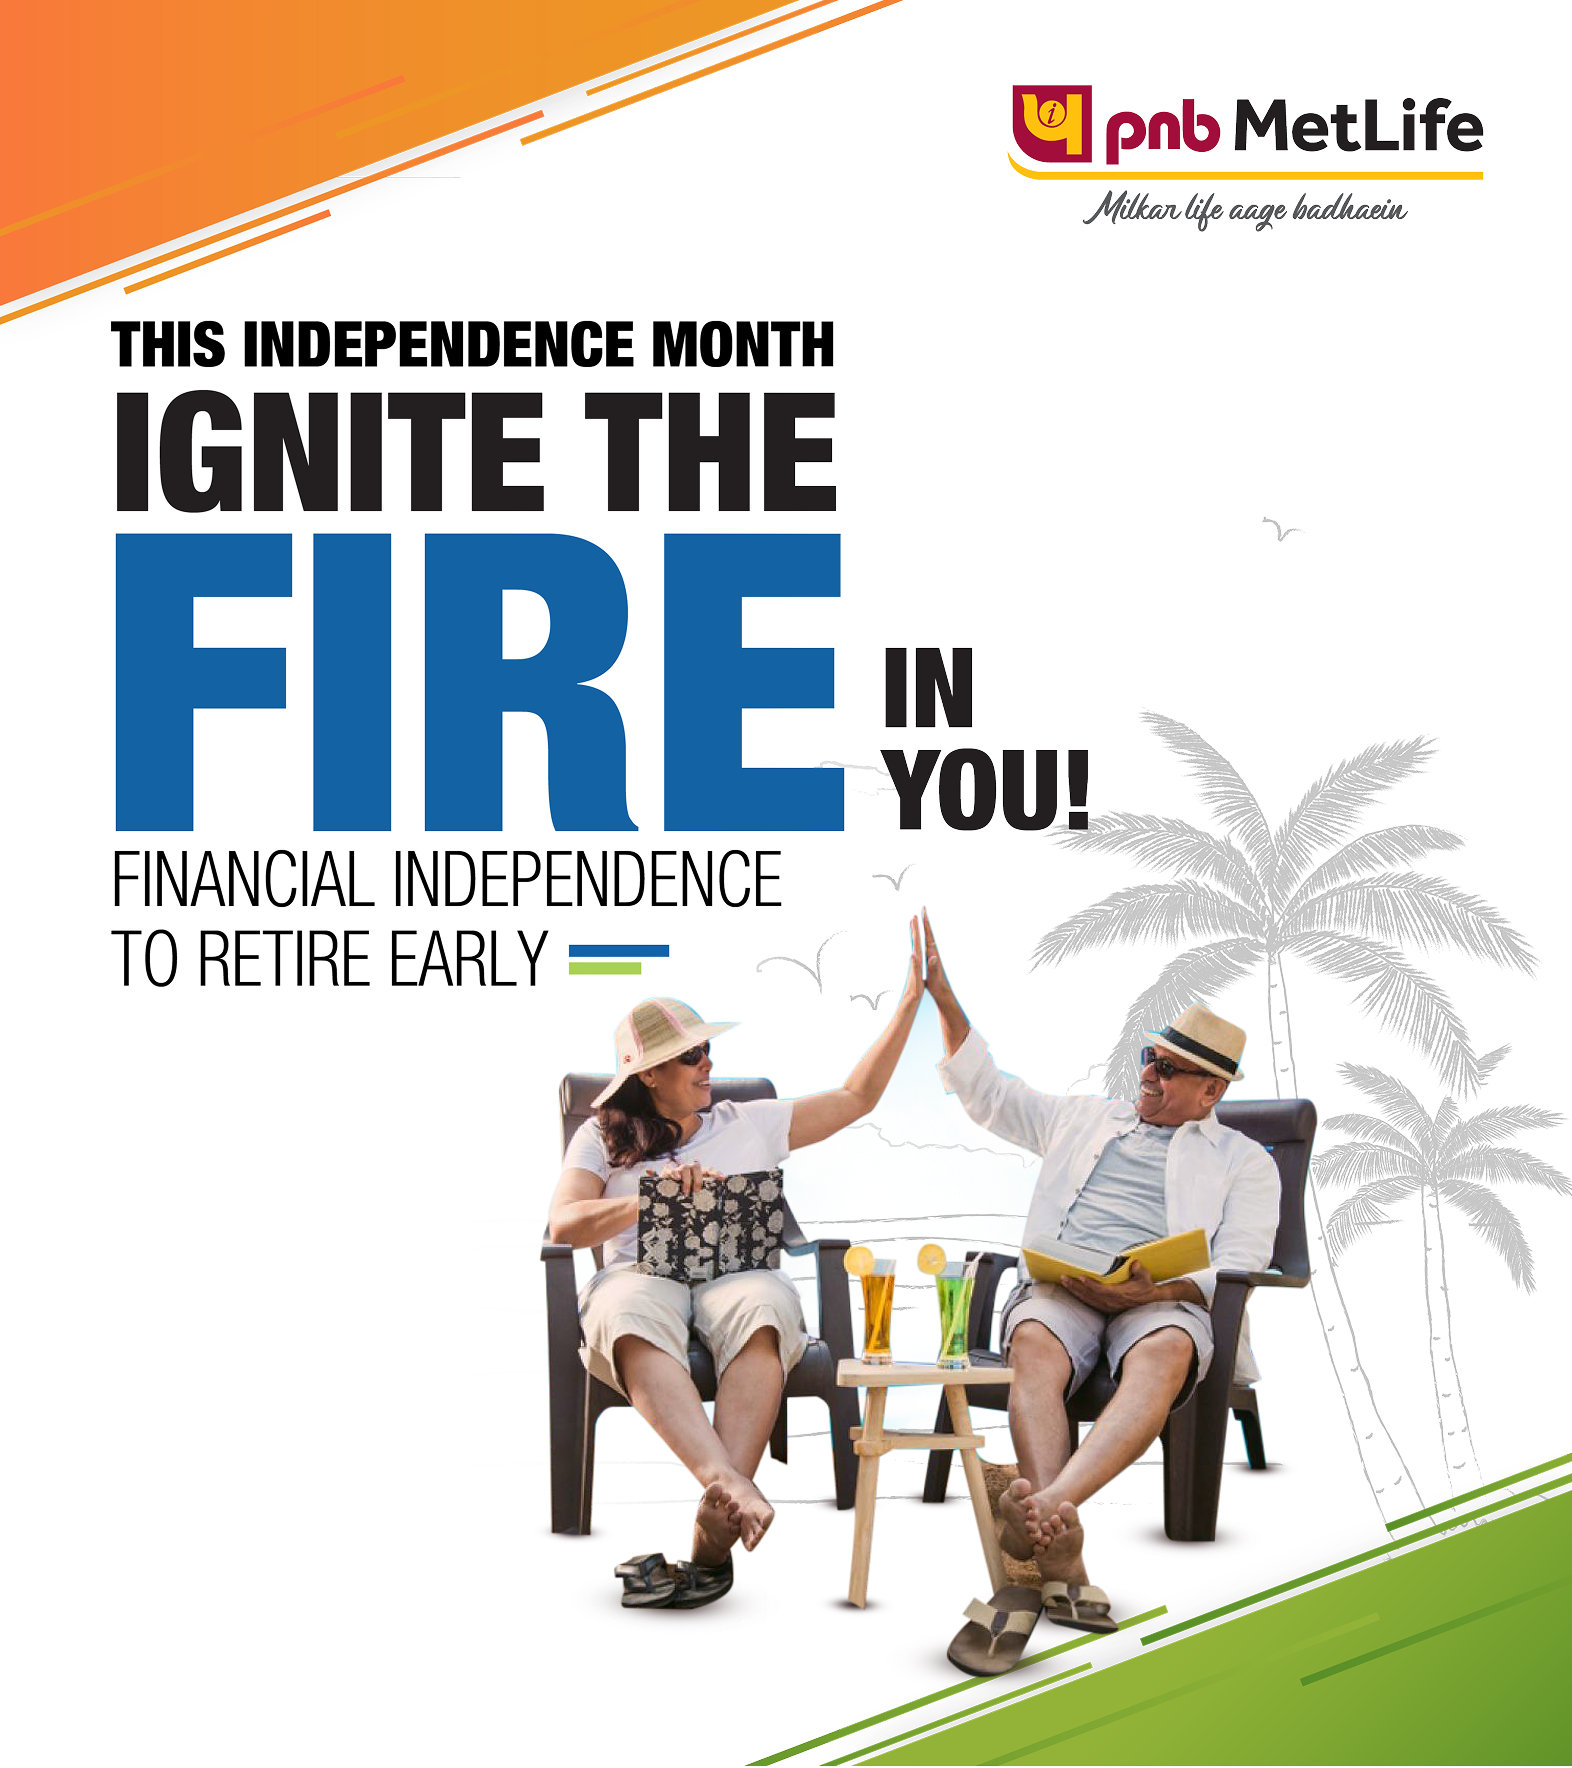 pnb MetLife
Milkar life aage badhaein
THIS INDEPENDENCE MONTH
IGNITE THE
FIRE
IN
YOU!
FINANCIAL INDEPENDENCE
TO RETIRE EARLY